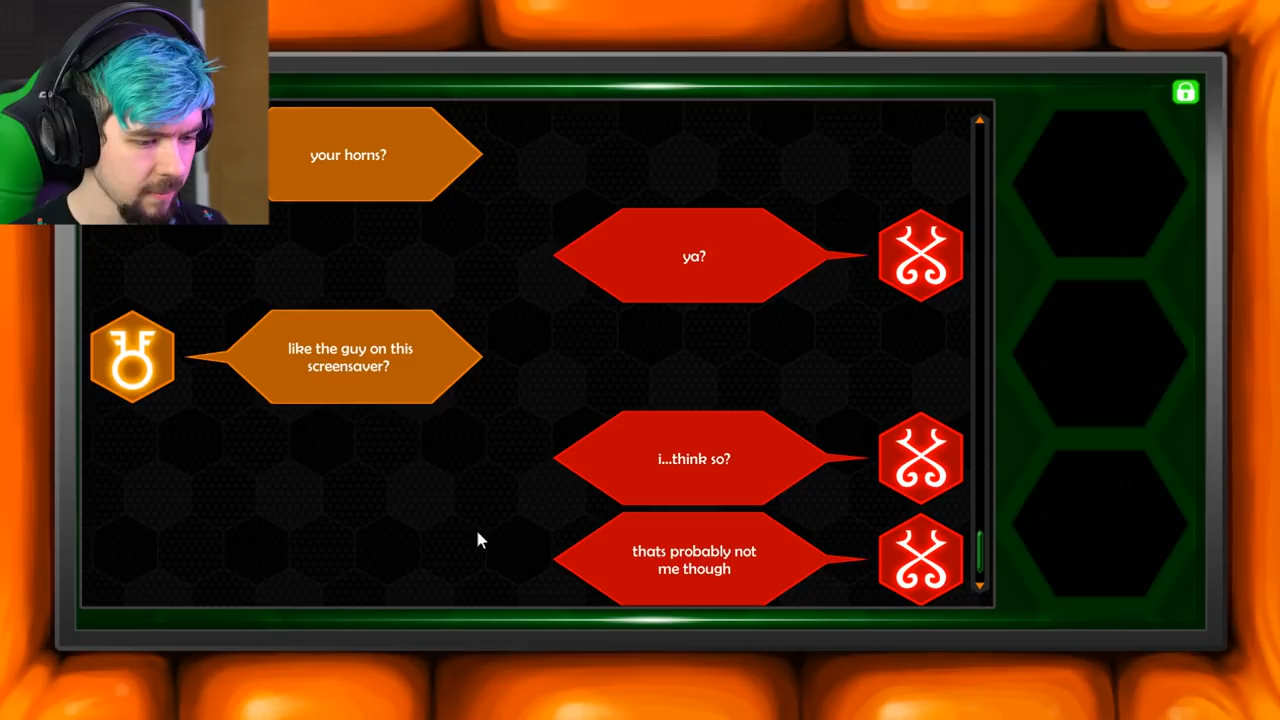 your horns?
ya?
like the guy on this
screensaver?
i...think so?
thats probably not
me though